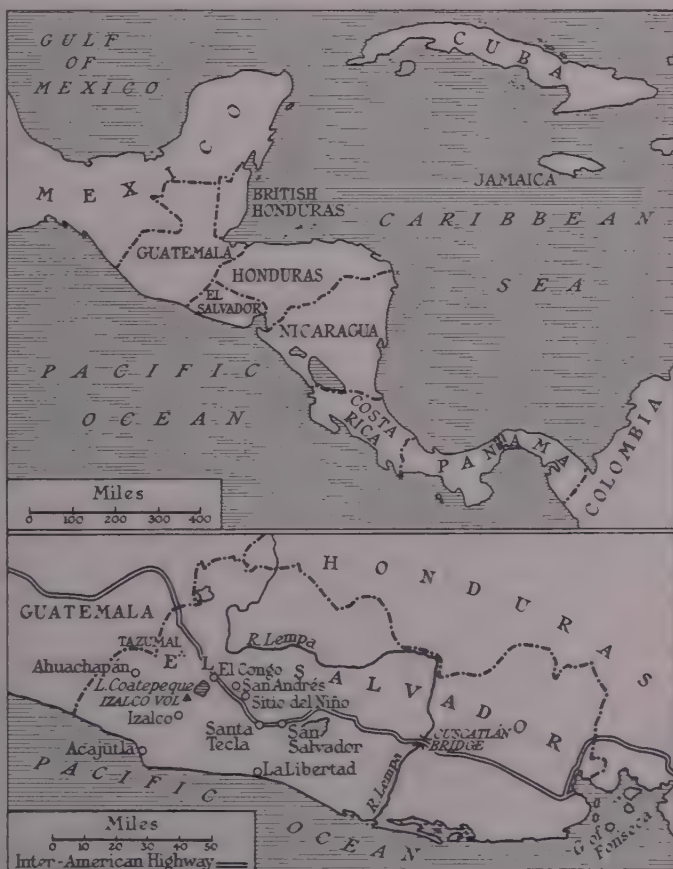 GULF
OF
MEXICO
CUBA
MEXICO
JAMAICA
BRITISH
HONDURAS
CARIBBEAN
SEA
GUATEMALA
HONDURAS
EL
SALVADOR
NICARAGUA
PACIFIC
OCEAN
COSTA
RICA
PANAMA
COLOMBIA
Miles
0 100 200 300 400
HONDURAS
GUATEMALA
TAZUMAL
R. Lempa
EL SALVADOR
Ahuachapán
El Congo
L. Coatepeque
San Andrés
IZALCO VOL
Sitio del Niño
Izalco
Santa
Tecla
San
Salvador
CUSCATLÁN
BRIDGE
Acajutla
La Libertad
R. Lempa
PACIFIC OCEAN
G. of
Fonseca
Miles
0 10 20 30 40 50
Inter-American Highway